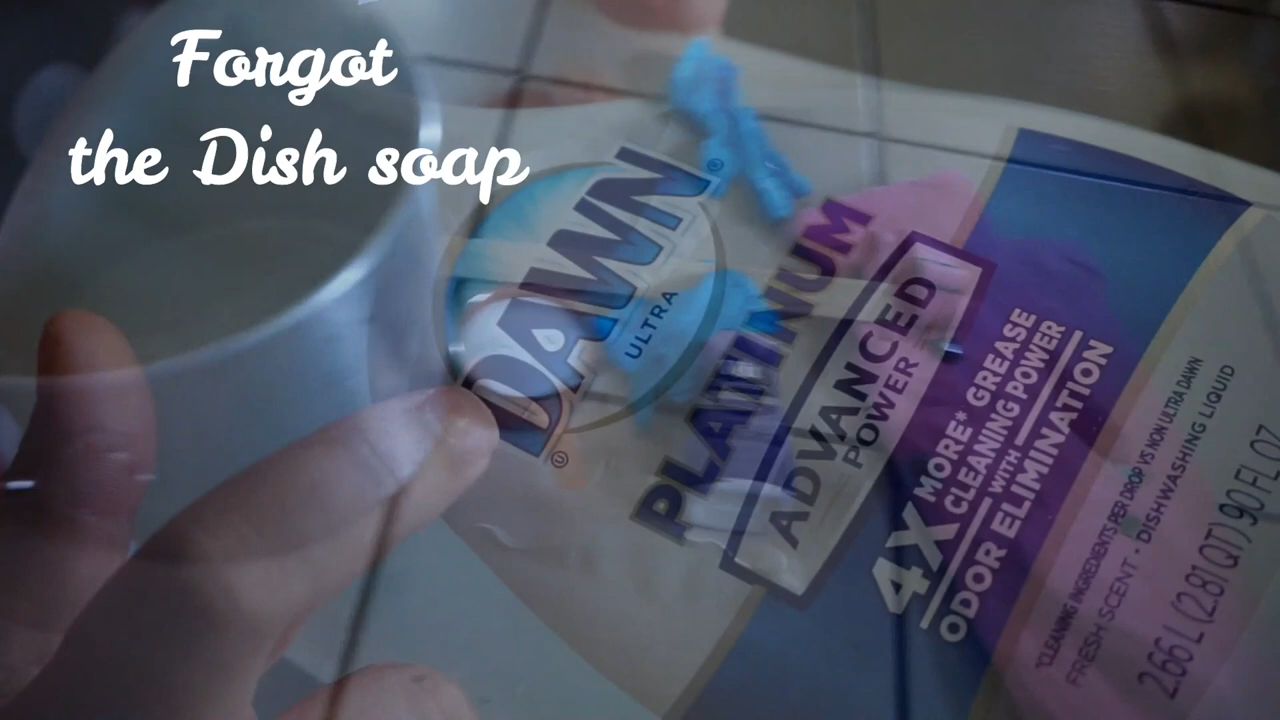 Forgot
the Dish soap
DAWN®
ULTRA
PLATINUM
ADVANCED
POWER
4X MORE* GREASE
CLEANING POWER
WITH
ODOR ELIMINATION
*CLEANING INGREDIENTS PER DROP VS NON ULTRA DAWN
FRESH SCENT • DISHWASHING LIQUID
2.66 L (2.81 QT) 90 FL OZ